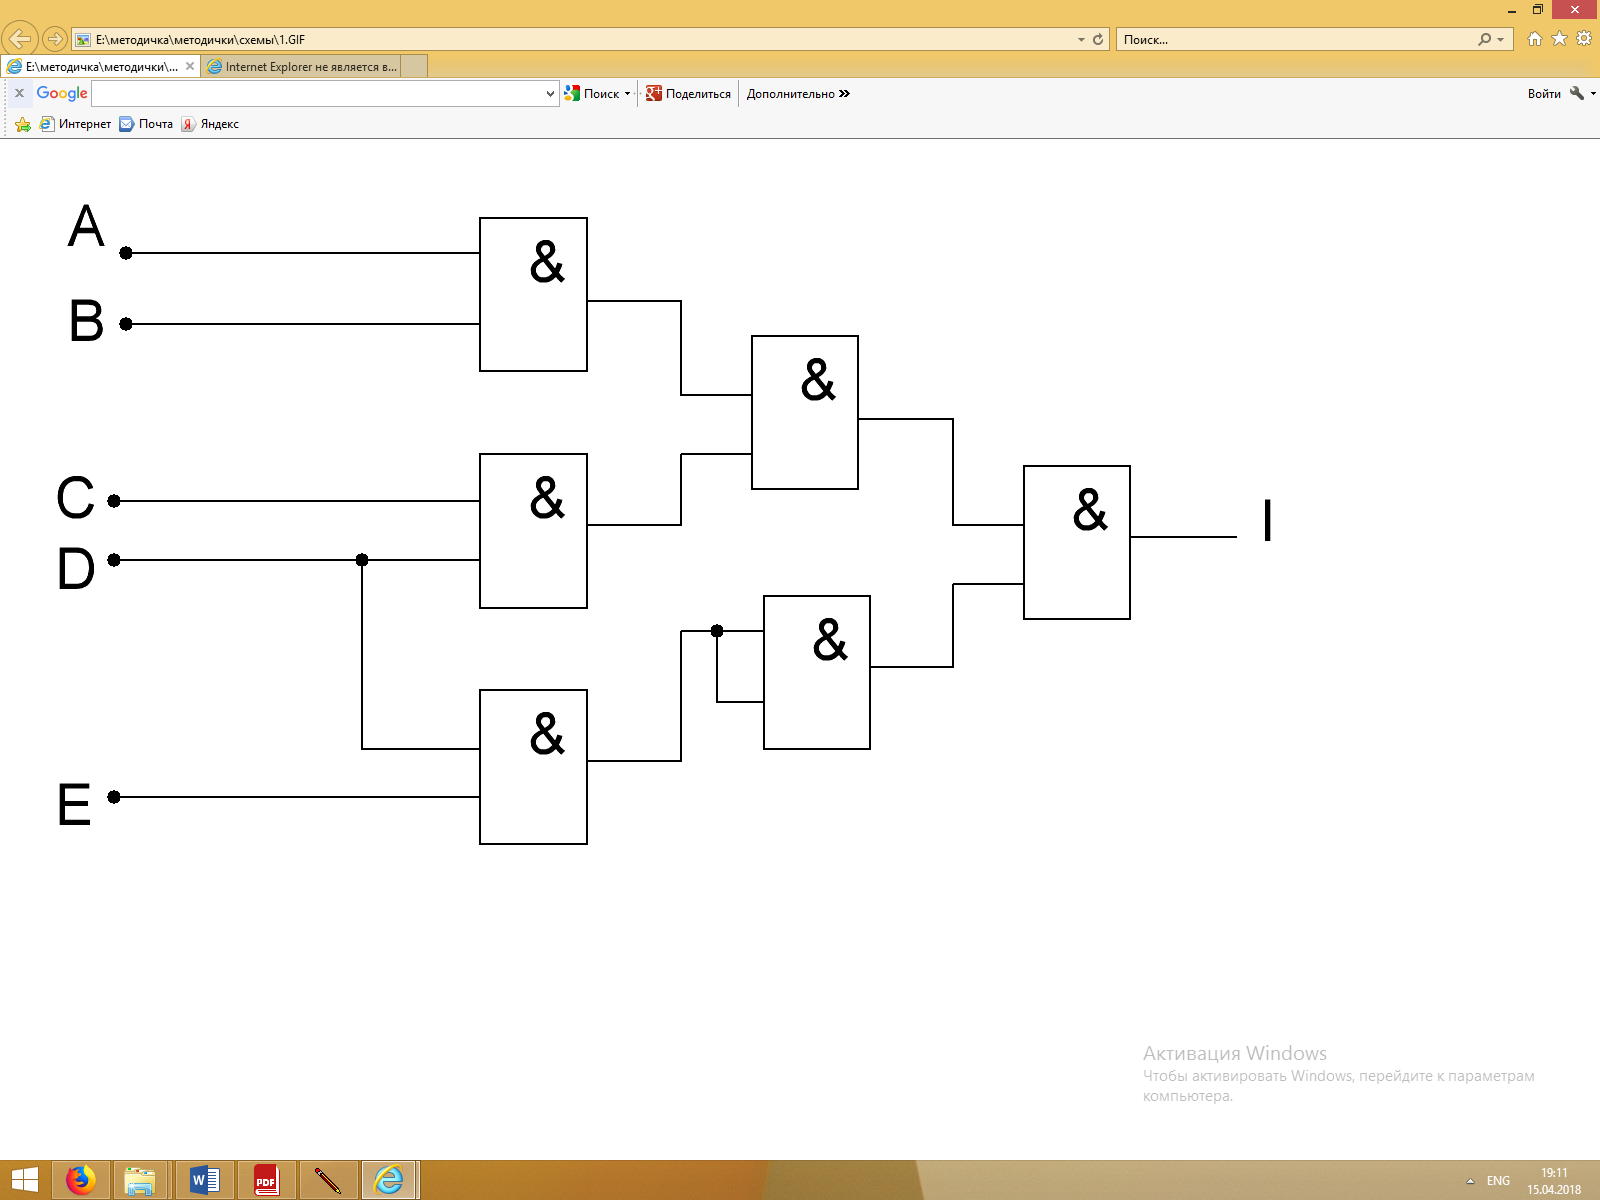 E:\методичка\методички\схемы\1.GIF
Поиск...
E:\методичка\методички\...
Internet Explorer не является в...
x Google
Поиск
Поделиться
Дополнительно
Войти
Интернет
Почта
Яндекс
A
&
B
&
C
&
&
I
D
&
&
E
Активация Windows
Чтобы активировать Windows, перейдите к параметрам
компьютера.
W
PDF
ENG
19:11
15.04.2018